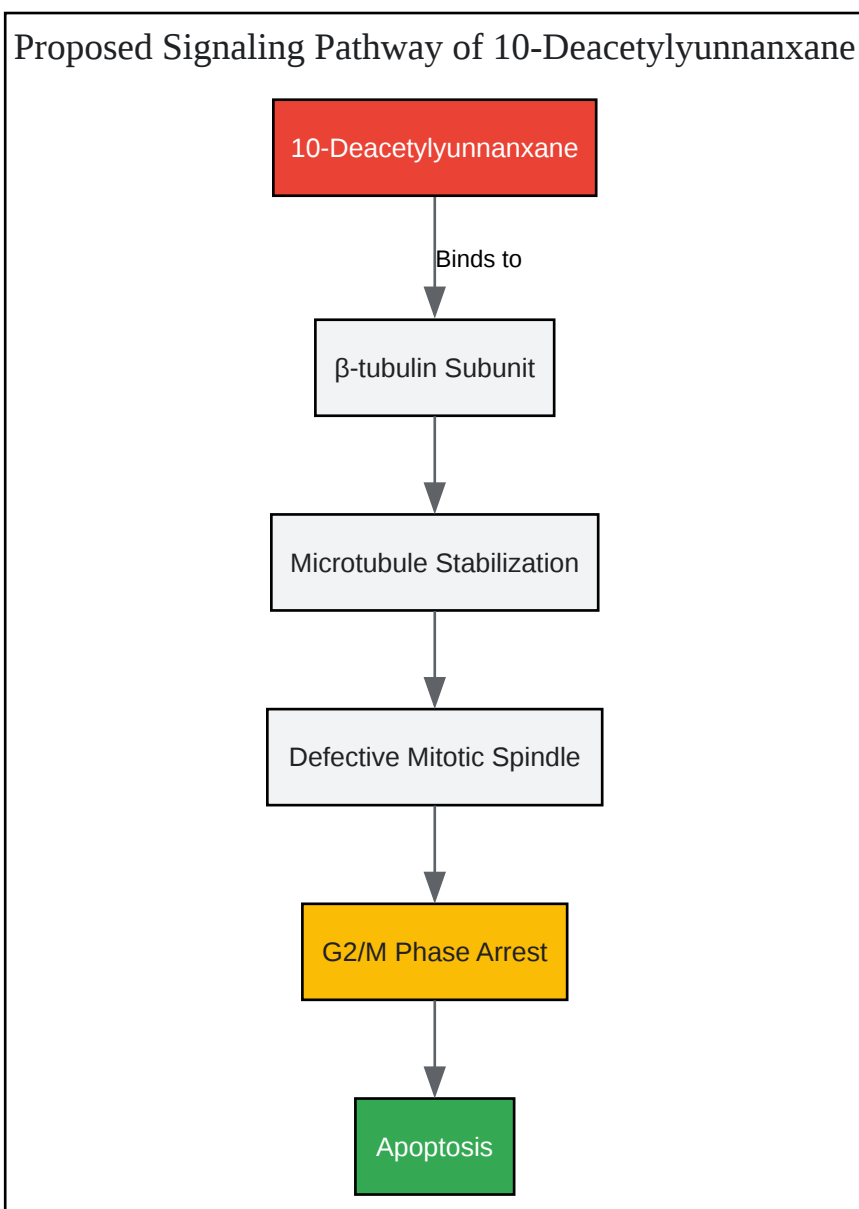 Proposed Signaling Pathway of 10-Deacetylyunnanxane
10-Deacetylyunnanxane
Binds to
β-tubulin Subunit
Microtubule Stabilization
Defective Mitotic Spindle
G2/M Phase Arrest
Apoptosis